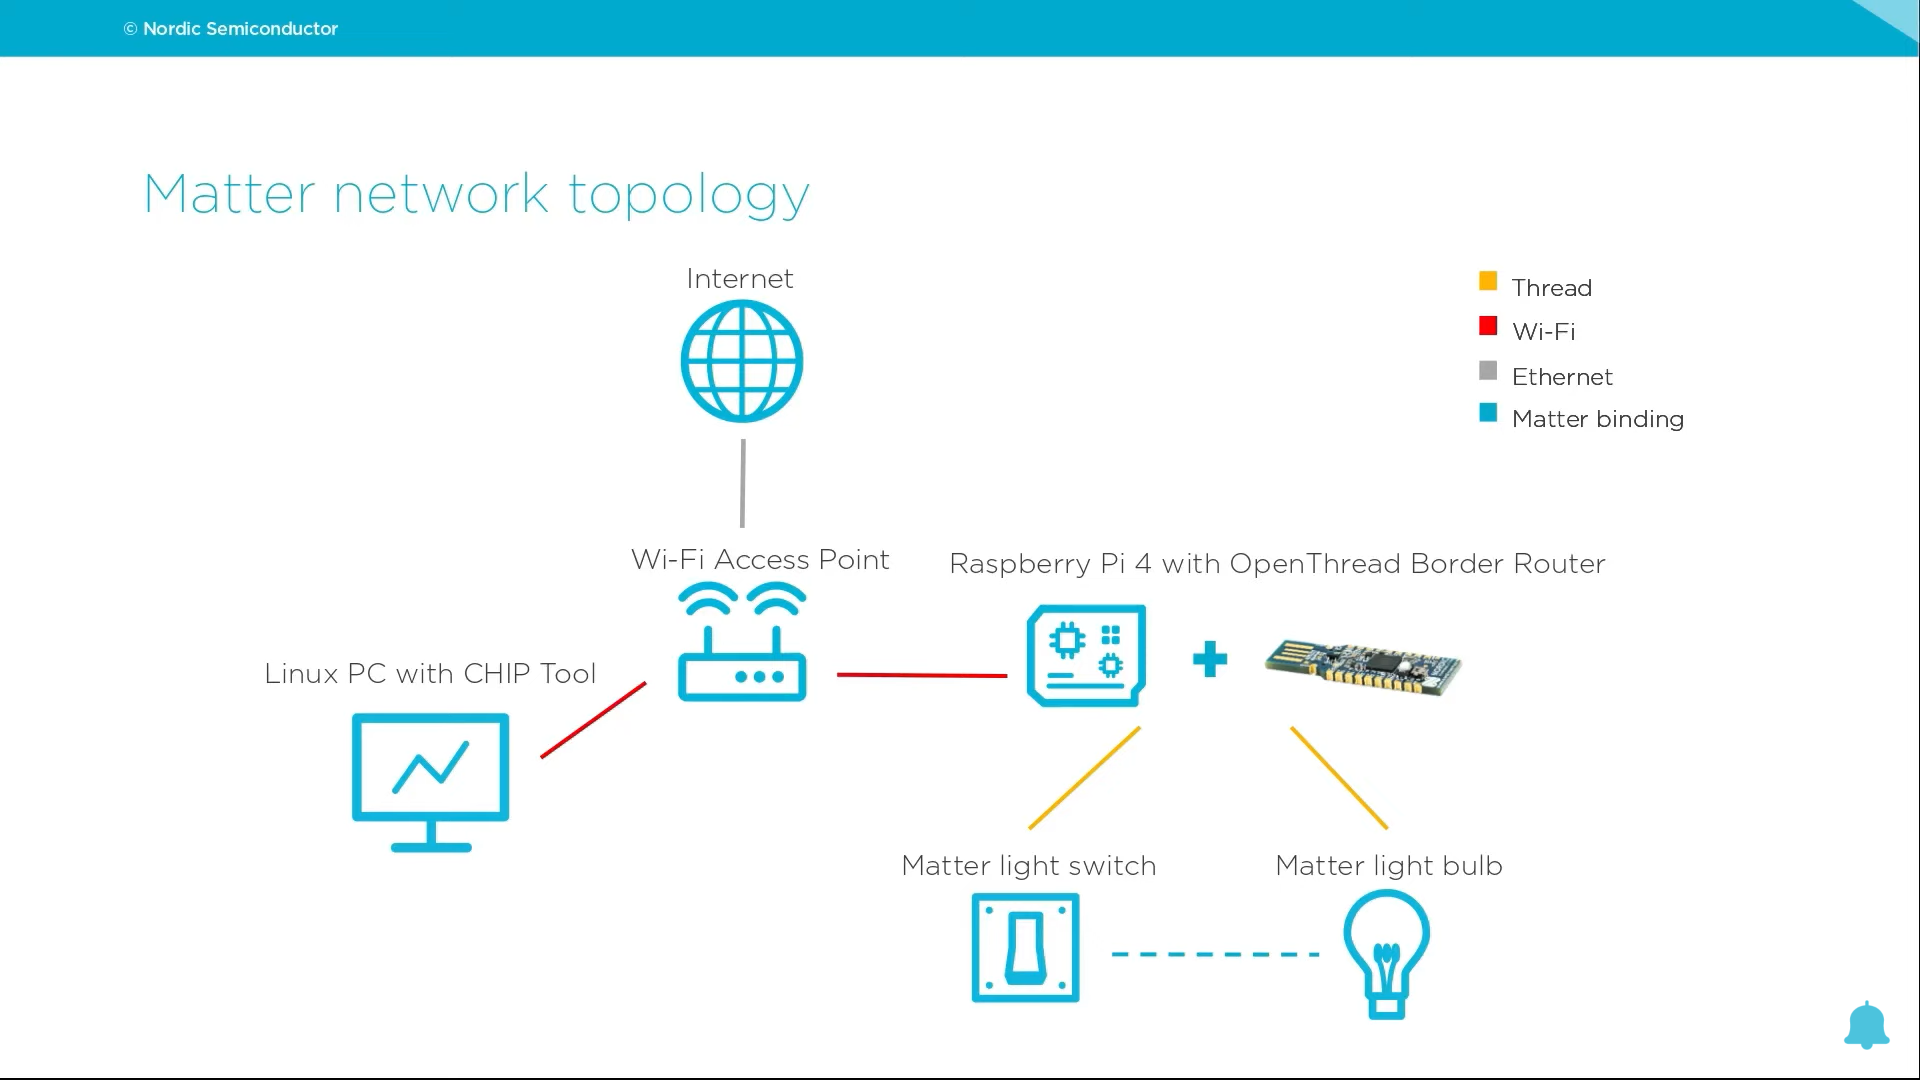 © Nordic Semiconductor
Matter network topology
Internet
Thread
Wi-Fi
Ethernet
Matter binding
Wi-Fi Access Point
Raspberry Pi 4 with OpenThread Border Router
Linux PC with CHIP Tool
Matter light switch
Matter light bulb